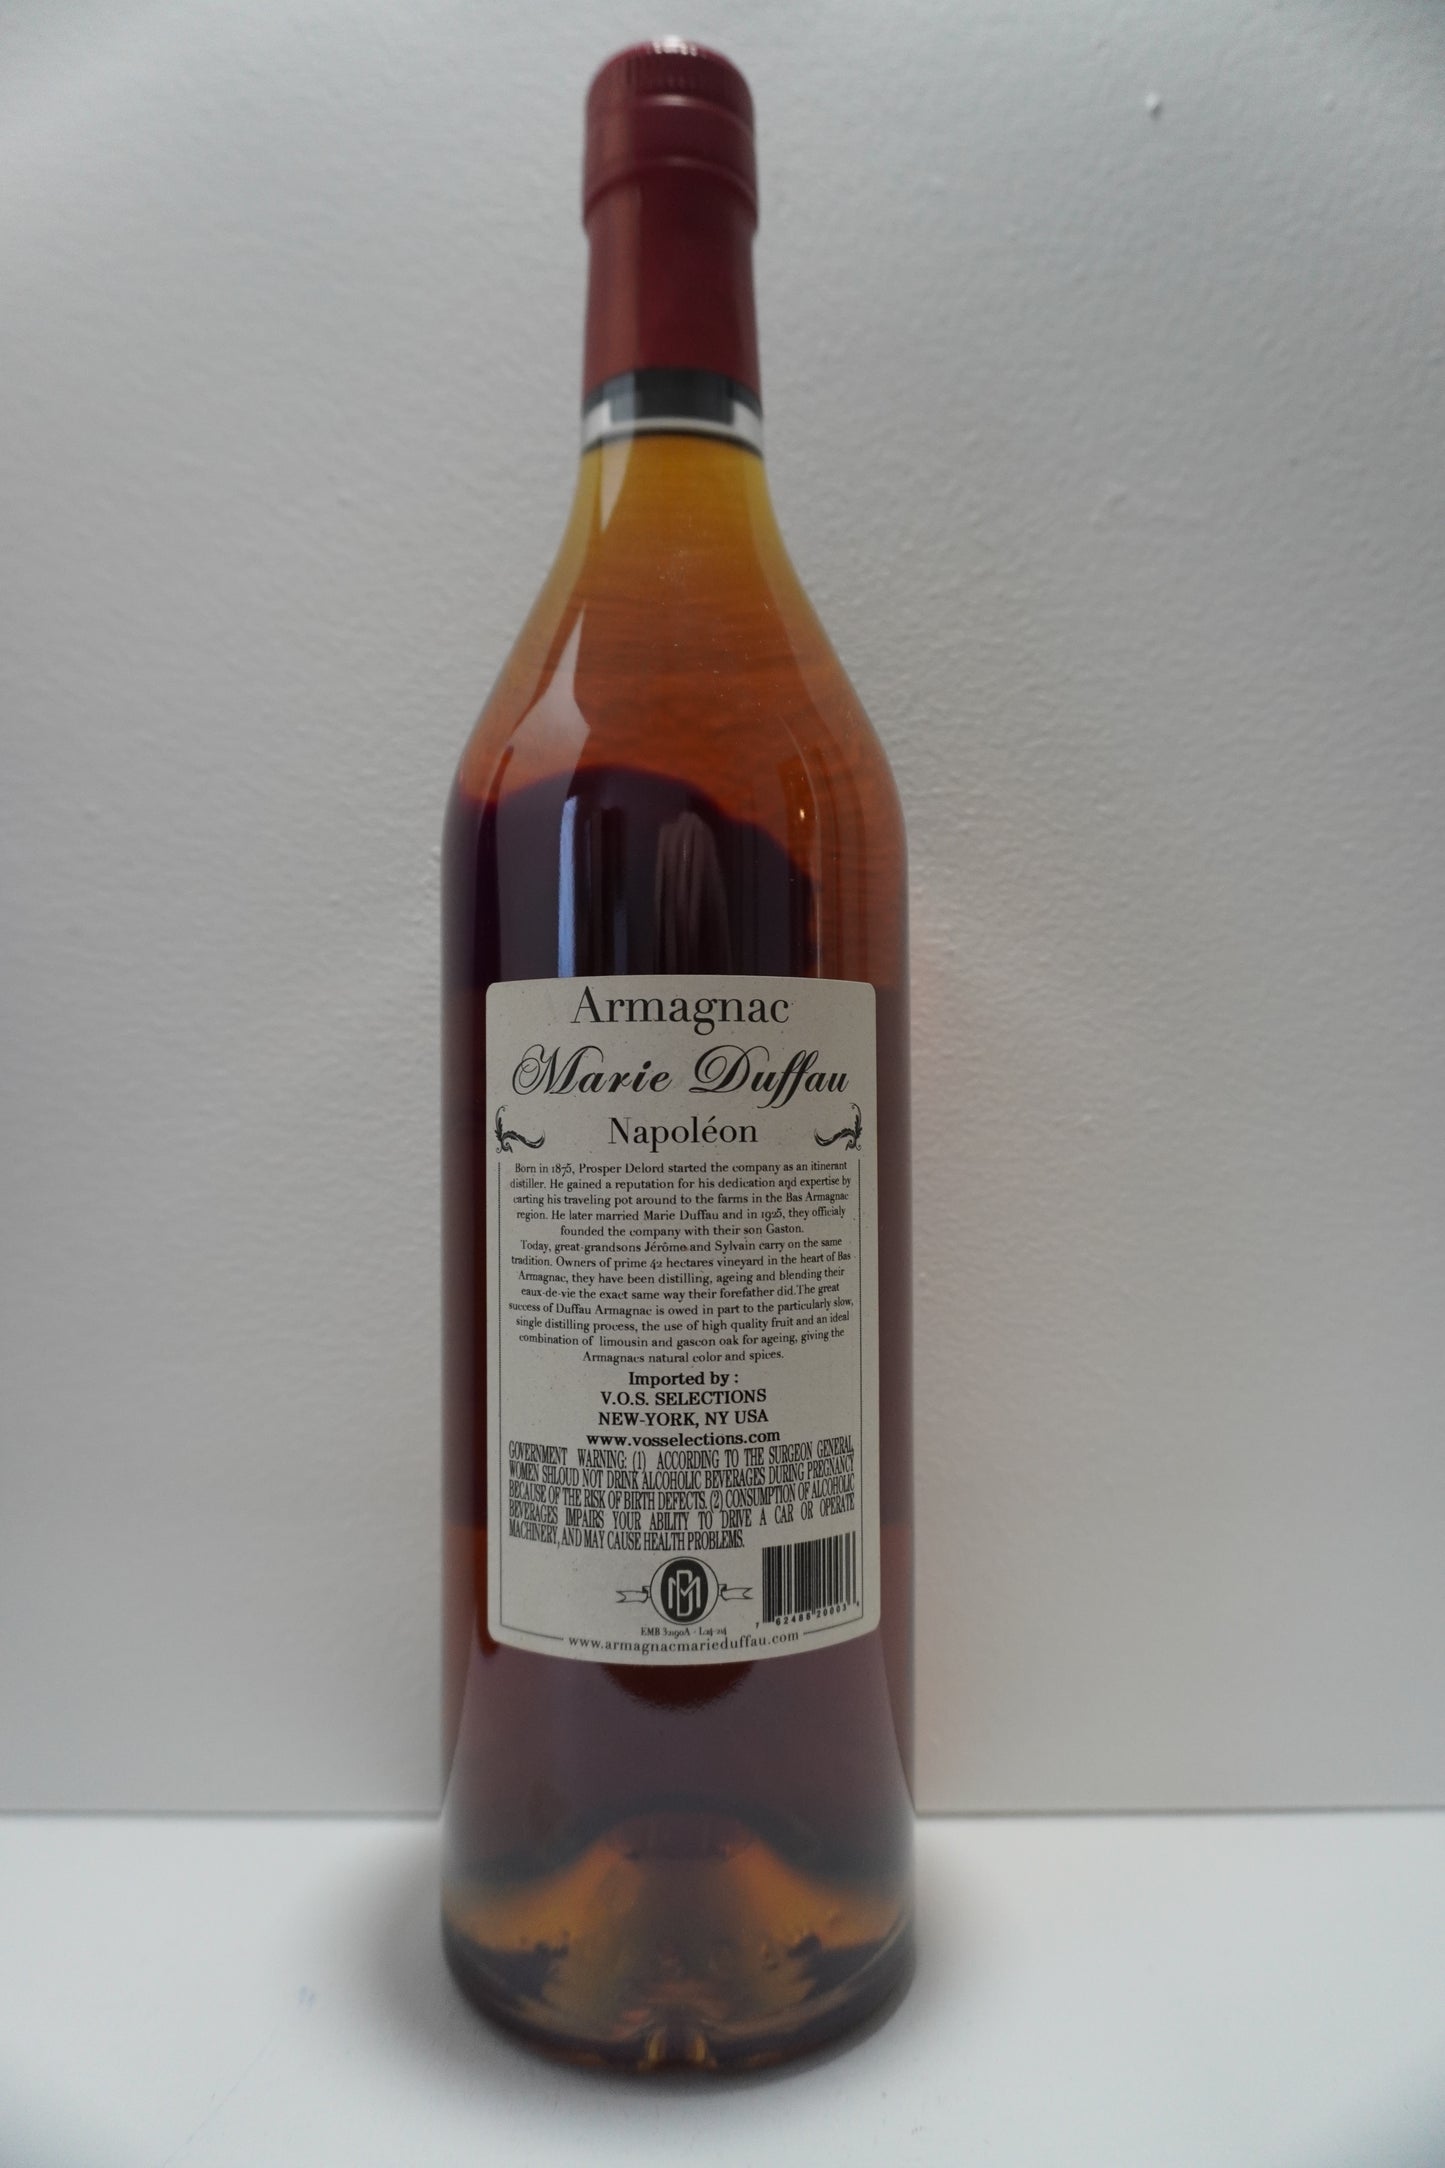 Armagnac
Marie Duffau
Napoléon
Born in 1875, Prosper Delord started the company as an itinerant
distiller. He gained a reputation for his dedication and expertise by
carting his traveling pot around to the farms in the Bas Armagnac
region. He later married Marie Duffau and in 1925, they officialy
founded the company with their son Gaston.
Today, great-grandsons Jérôme and Sylvain carry on the same
tradition. Owners of prime 42 hectares vineyard in the heart of Bas
Armagnac, they have been distilling, ageing and blending their
eaux-de-vie the exact same way their forefather did.The great
success of Duffau Armagnac is owed in part to the particularly slow,
single distilling process, the use of high quality fruit and an ideal
combination of limousin and gascon oak for ageing, giving the
Armagnacs natural color and spices.
Imported by :
V.O.S. SELECTIONS
NEW-YORK, NY USA
www.vosselections.com
GOVERNMENT WARNING: (1) ACCORDING TO THE SURGEON GENERAL,
WOMEN SHLOUD NOT DRINK ALCOHOLIC BEVERAGES DURING PREGNANCY
BECAUSE OF THE RISK OF BIRTH DEFECTS. (2) CONSUMPTION OF ALCOHOLIC
BEVERAGES IMPAIRS YOUR ABILITY TO DRIVE A CAR OR OPERATE
MACHINERY, AND MAY CAUSE HEALTH PROBLEMS.
EMB 32190A - L24-214
www.armagnacmarieduffau.com